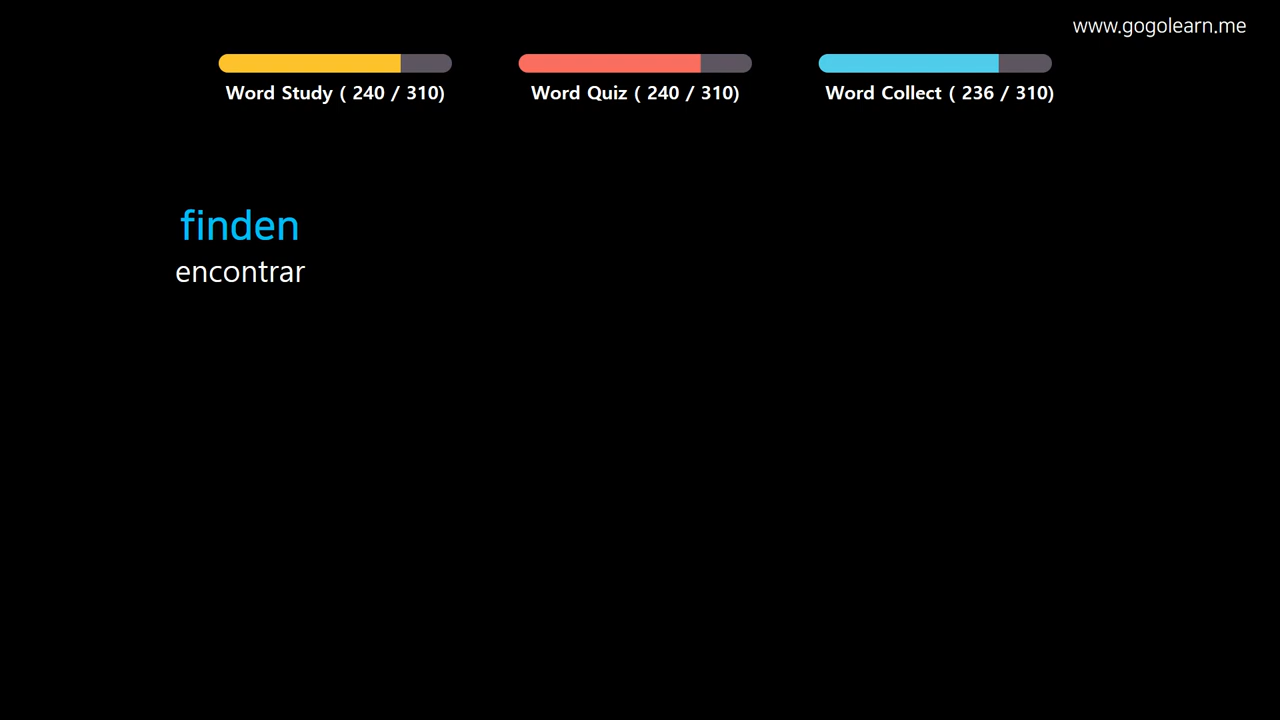 www.gogolearn.me
Word Study ( 240 / 310)
Word Quiz ( 240 / 310)
Word Collect ( 236 / 310)
finden
encontrar